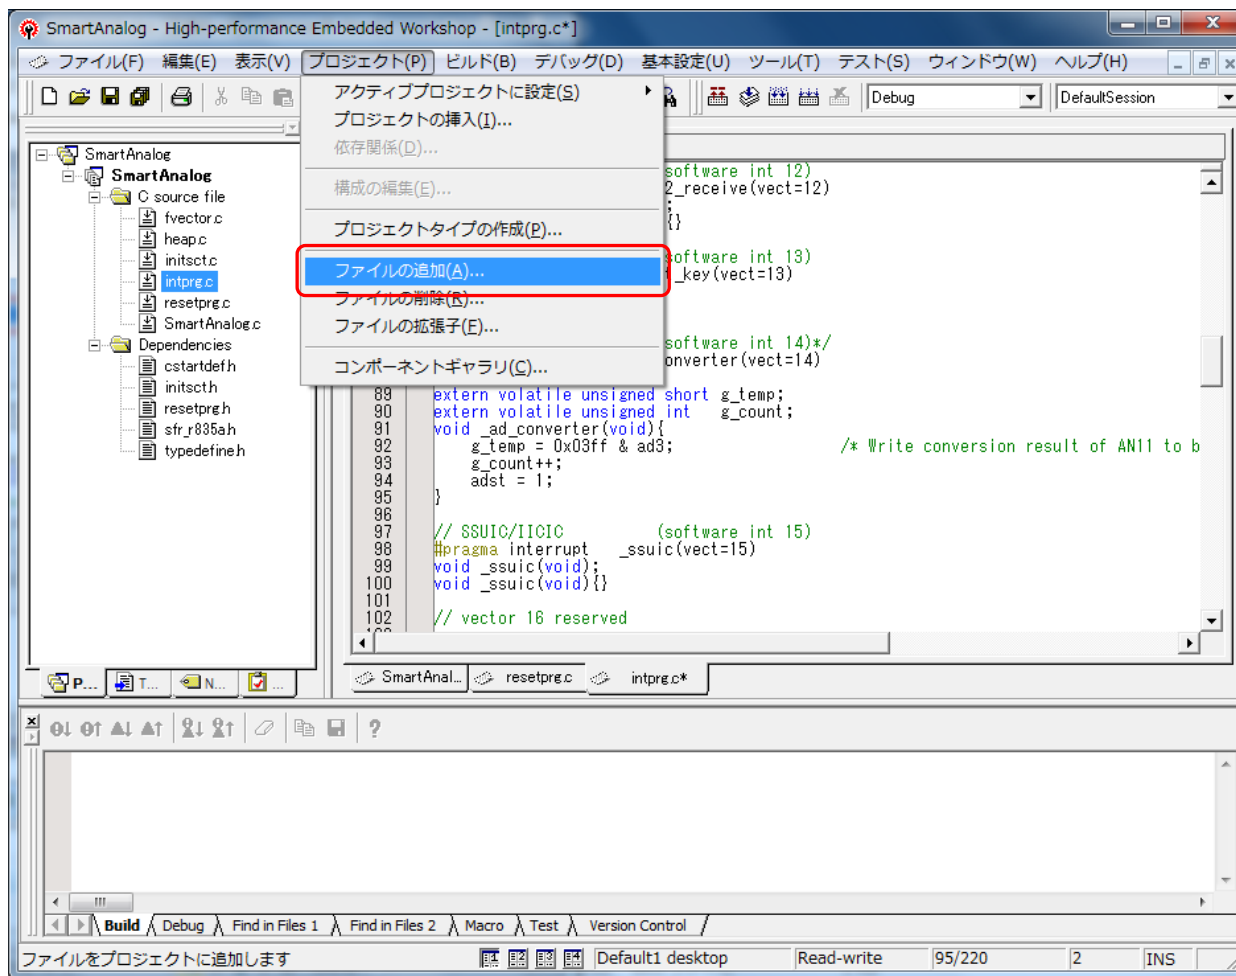 SmartAnalog - High-performance Embedded Workshop - [intprg.c*]
ファイル(F) 編集(E) 表示(V) プロジェクト(P) ビルド(B) デバッグ(D) 基本設定(U) ツール(T) テスト(S) ウィンドウ(W) ヘルプ(H)
Debug DefaultSession
アクティブプロジェクトに設定(S)
プロジェクトの挿入(I)...
依存関係(D)...
構成の編集(E)...
プロジェクトタイプの作成(P)...
ファイルの追加(A)...
ファイルの削除(R)...
ファイルの拡張子(F)...
コンポーネントギャラリ(C)...
SmartAnalog
SmartAnalog
C source file
fvector.c
heap.c
initsct.c
intprg.c
resetprg.c
SmartAnalog.c
Dependencies
cstartdef.h
initsct.h
resetprg.h
sfr_r835a.h
typedefine.h
software int 12)
2_receive(vect=12)
;
{}
software int 13)
t_key(vect=13)
software int 14)*/
onverter(vect=14)
89 extern volatile unsigned short g_temp;
90 extern volatile unsigned int g_count;
91 void _ad_converter(void){
92 g_temp = 0x03ff & ad3; /* Write conversion result of AN11 to b
93 g_count++;
94 adst = 1;
95 }
96
97 // SSUIC/IICIC (software int 15)
98 #pragma interrupt _ssuic(vect=15)
99 void _ssuic(void);
100 void _ssuic(void){}
101
102 // vector 16 reserved
P... T... N... ...
SmartAnal... resetprg.c intprg.c*
Build Debug Find in Files 1 Find in Files 2 Macro Test Version Control
ファイルをプロジェクトに追加します 1 2 3 4 Default1 desktop Read-write 95/220 2 INS